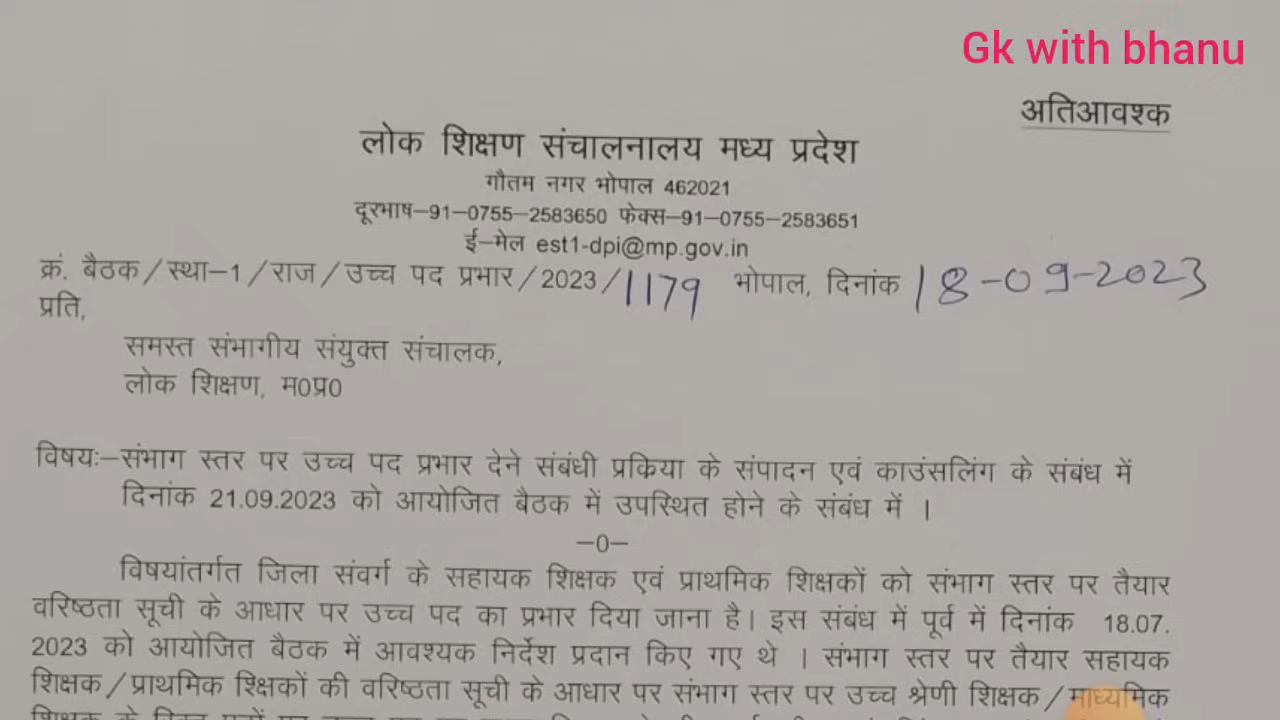 Gk with bhanu
अतिआवश्क
लोक शिक्षण संचालनालय मध्य प्रदेश
गौतम नगर भोपाल 462021
दूरभाष–91–0755–2583650 फेक्स–91–0755–2583651
ई–मेल est1-dpi@mp.gov.in
क्रं. बैठक/स्था–1/राज/उच्च पद प्रभार/2023/1179 भोपाल, दिनांक 18-09-2023
प्रति,
समस्त संभागीय संयुक्त संचालक,
लोक शिक्षण, म0प्र0
विषयः–संभाग स्तर पर उच्च पद प्रभार देने संबंधी प्रकिया के संपादन एवं काउंसलिंग के संबंध में
दिनांक 21.09.2023 को आयोजित बैठक में उपस्थित होने के संबंध में ।
–0–
विषयांतर्गत जिला संवर्ग के सहायक शिक्षक एवं प्राथमिक शिक्षकों को संभाग स्तर पर तैयार
वरिष्ठता सूची के आधार पर उच्च पद का प्रभार दिया जाना है। इस संबंध में पूर्व में दिनांक 18.07.
2023 को आयोजित बैठक में आवश्यक निर्देश प्रदान किए गए थे । संभाग स्तर पर तैयार सहायक
शिक्षक/प्राथमिक श्क्षिकों की वरिष्ठता सूची के आधार पर संभाग स्तर पर उच्च श्रेणी शिक्षक/माध्यमिक